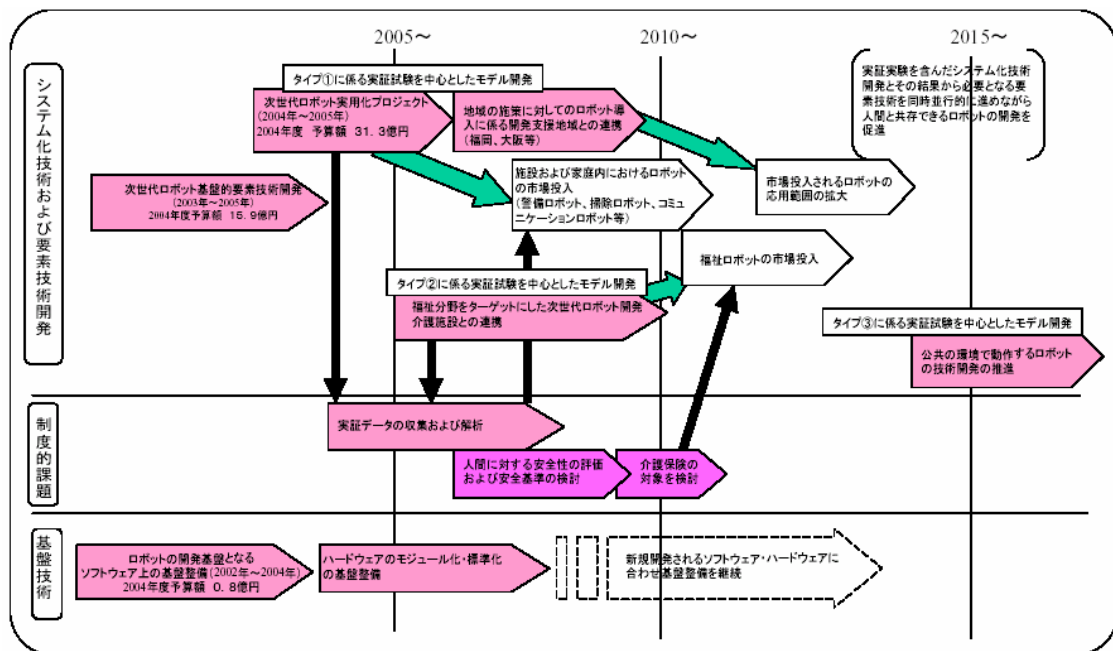 2005～
2010～
2015～
システム化技術および要素技術開発
タイプ①に係る実証試験を中心としたモデル開発
次世代ロボット実用化プロジェクト
(2004年～2005年)
2004年度 予算額 31.3億円
地域の施策に対してのロボット導
入に係る開発支援地域との連携
(福岡、大阪等)
実証実験を含んだシステム化技術
開発とその結果から必要となる要
素技術を同時並行的に進めながら
人間と共存できるロボットの開発を
促進
次世代ロボット基盤的要素技術開発
(2003年～2005年)
2004年度予算額 15.9億円
施設および家庭内におけるロボット
の市場投入
(警備ロボット、掃除ロボット、コミュ
ニケーションロボット等)
市場投入されるロボットの
応用範囲の拡大
福祉ロボットの市場投入
タイプ②に係る実証試験を中心としたモデル開発
福祉分野をターゲットにした次世代ロボット開発
介護施設との連携
タイプ③に係る実証試験を中心としたモデル開発
公共の環境で動作するロボット
の技術開発の推進
制度的課題
実証データの収集および解析
人間に対する安全性の評価
および安全基準の検討
介護保険の
対象を検討
基盤技術
ロボットの開発基盤となる
ソフトウェア上の基盤整備(2002年～2004年)
2004年度予算額 0.8億円
ハードウェアのモジュール化・標準化
の基盤整備
新規開発されるソフトウェア・ハードウェアに
合わせ基盤整備を継続